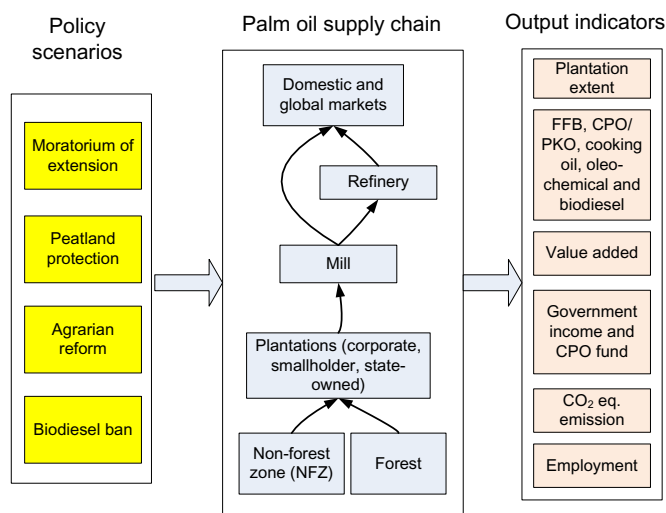 Policy
scenarios
Moratorium of
extension
Peatland
protection
Agrarian
reform
Biodiesel ban
Palm oil supply chain
Domestic and
global markets
Refinery
Mill
Plantations (corporate,
smallholder, state-
owned)
Non-forest
zone (NFZ)
Forest
Output indicators
Plantation
extent
FFB, CPO/
PKO, cooking
oil, oleo-
chemical and
biodiesel
Value added
Government
income and
CPO fund
CO₂ eq.
emission
Employment